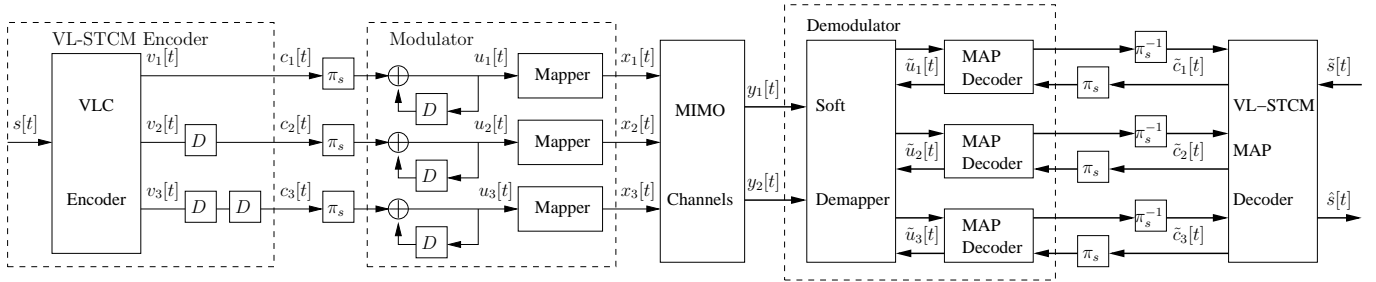 VL-STCM Encoder
Modulator
Demodulator
s[t]
VLC
Encoder
v₁[t]
v₂[t]
D
v₃[t]
D
D
c₁[t]
c₂[t]
c₃[t]
πₛ
πₛ
πₛ
D
D
D
u₁[t]
u₂[t]
u₃[t]
Mapper
Mapper
Mapper
x₁[t]
x₂[t]
x₃[t]
MIMO
Channels
y₁[t]
y₂[t]
Soft
Demapper
ũ₁[t]
ũ₂[t]
ũ₃[t]
MAP
Decoder
MAP
Decoder
MAP
Decoder
πₛ⁻¹
πₛ
πₛ⁻¹
πₛ
πₛ⁻¹
πₛ
c̃₁[t]
c̃₂[t]
c̃₃[t]
VL-STCM
MAP
Decoder
s̃[t]
ŝ[t]